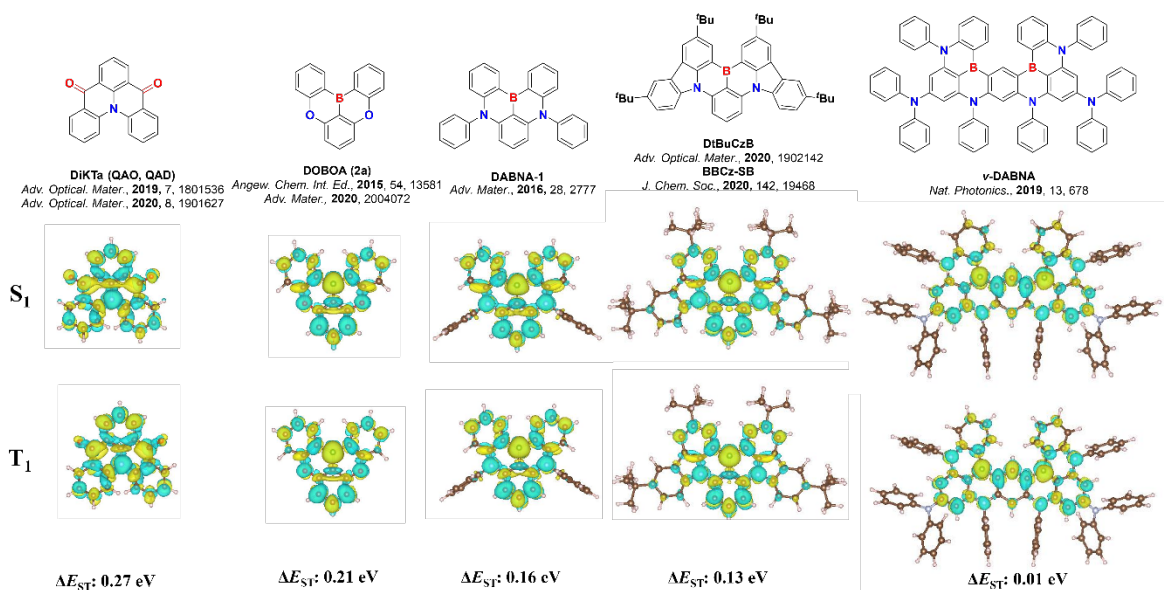 O
O
N
DiKTa (QAO, QAD)
Adv. Optical. Mater., 2019, 7, 1801536
Adv. Optical. Mater., 2020, 8, 1901627
B
O
O
DOBOA (2a)
Angew. Chem. Int. Ed., 2015, 54, 13581
Adv. Mater., 2020, 2004072
B
N
N
DABNA-1
Adv. Mater., 2016, 28, 2777
tBu
tBu
B
tBu
N
N
tBu
DtBuCzB
Adv. Optical. Mater., 2020, 1902142
BBCz-SB
J. Chem. Soc., 2020, 142, 19468
N
N
B
B
N
N
N
N
v-DABNA
Nat. Photonics., 2019, 13, 678
S1
T1
ΔEST: 0.27 eV
ΔEST: 0.21 eV
ΔEST: 0.16 eV
ΔEST: 0.13 eV
ΔEST: 0.01 eV